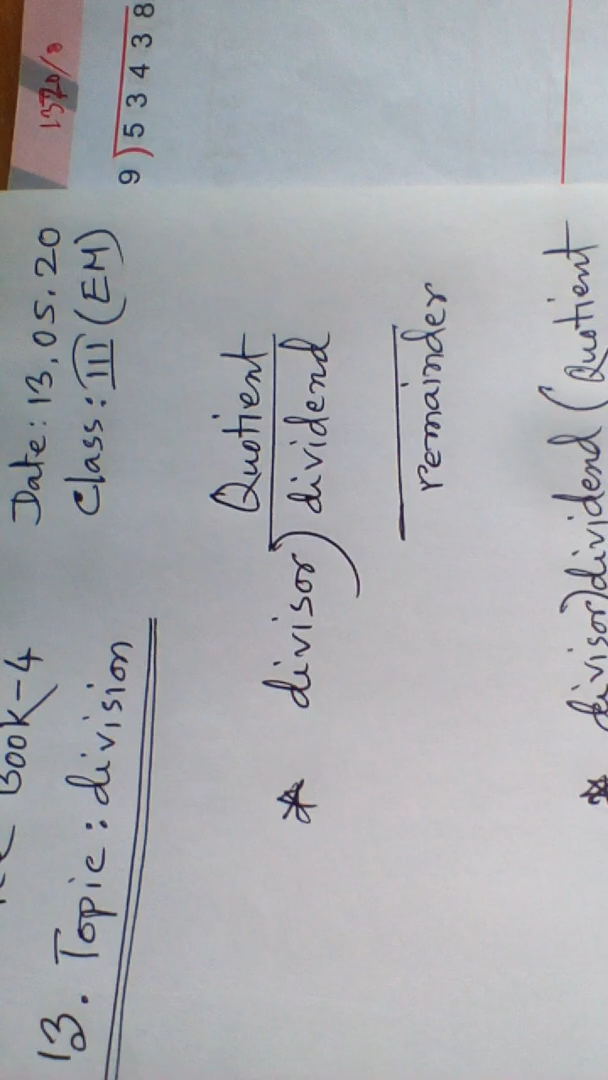 9)53438
Book-4
Date: 13.05.20
13. Topic: division
Class: III (EM)
Quotient
* divisor) dividend
remainder
* divisor)dividend (Quotient